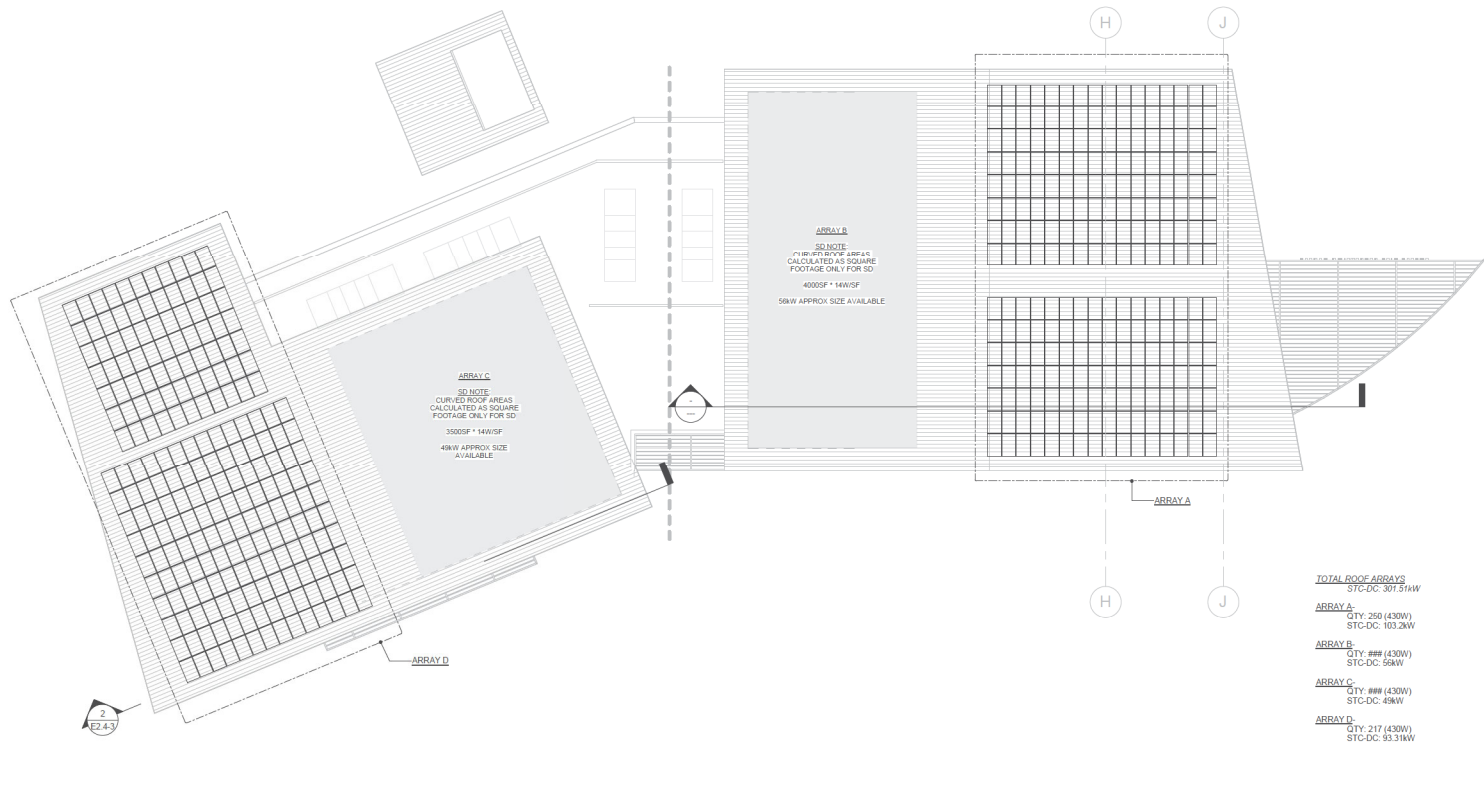 H
J
ARRAY B
SD NOTE:
CURVED ROOF AREAS
CALCULATED AS SQUARE
FOOTAGE ONLY FOR SD
4000SF * 14W/SF
56kW APPROX SIZE AVAILABLE
ARRAY C
SD NOTE:
CURVED ROOF AREAS
CALCULATED AS SQUARE
FOOTAGE ONLY FOR SD
3500SF * 14W/SF
49kW APPROX SIZE
AVAILABLE
-
--
ARRAY A
H
J
ARRAY D
2
E2.4-3
TOTAL ROOF ARRAYS
STC-DC: 301.51kW
ARRAY A-
QTY: 250 (430W)
STC-DC: 103.2kW
ARRAY B-
QTY: ### (430W)
STC-DC: 56kW
ARRAY C-
QTY: ### (430W)
STC-DC: 49kW
ARRAY D-
QTY: 217 (430W)
STC-DC: 93.31kW